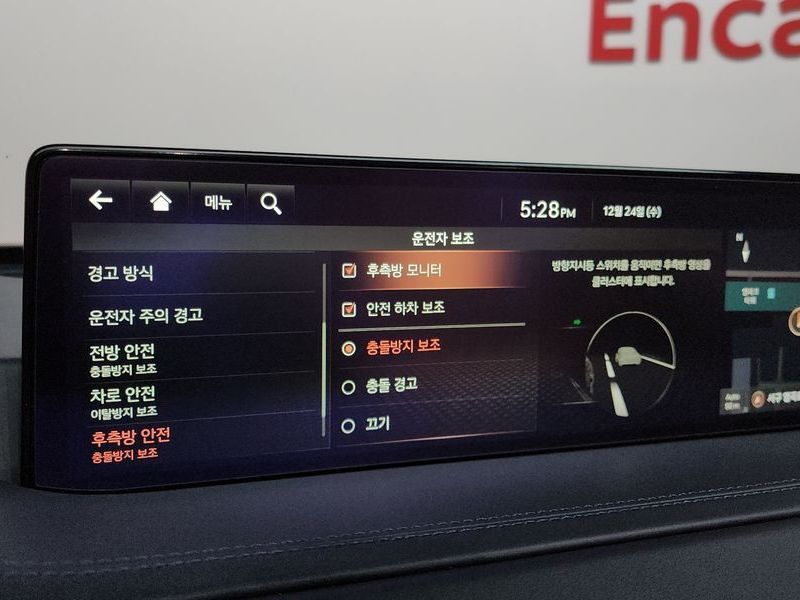 Enca
메뉴
5:28PM
12월 24일 (수)
운전자 보조
경고 방식
운전자 주의 경고
전방 안전
충돌방지 보조
차로 안전
이탈방지 보조
후측방 안전
충돌방지 보조
후측방 모니터
안전 하차 보조
충돌방지 보조
충돌 경고
끄기
방향지시등 스위치를 움직이면 후측방 영상을
클러스터에 표시합니다.
N
Auto
서구